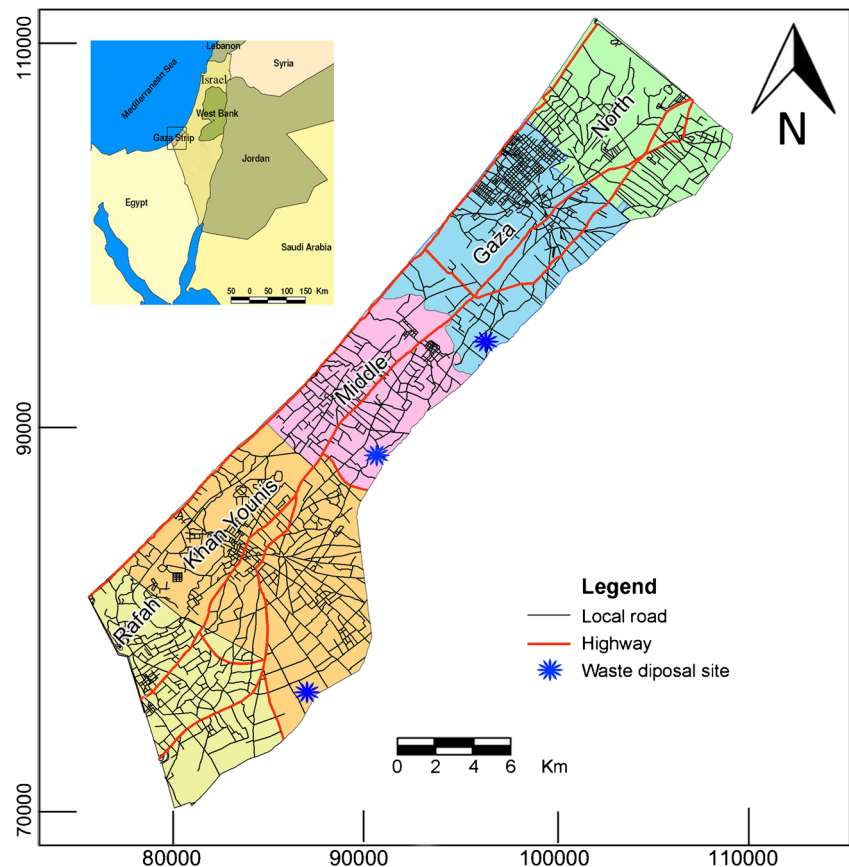 110000
90000
70000
80000
90000
100000
110000
Mediterranean Sea
Lebanon
Syria
Israel
West Bank
Gaza Strip
Jordan
Egypt
Saudi Arabia
50 0 50 100 150 Km
N
North
Gaza
Middle
Khan Younis
Rafah
Legend
Local road
Highway
Waste diposal site
0 2 4 6 Km